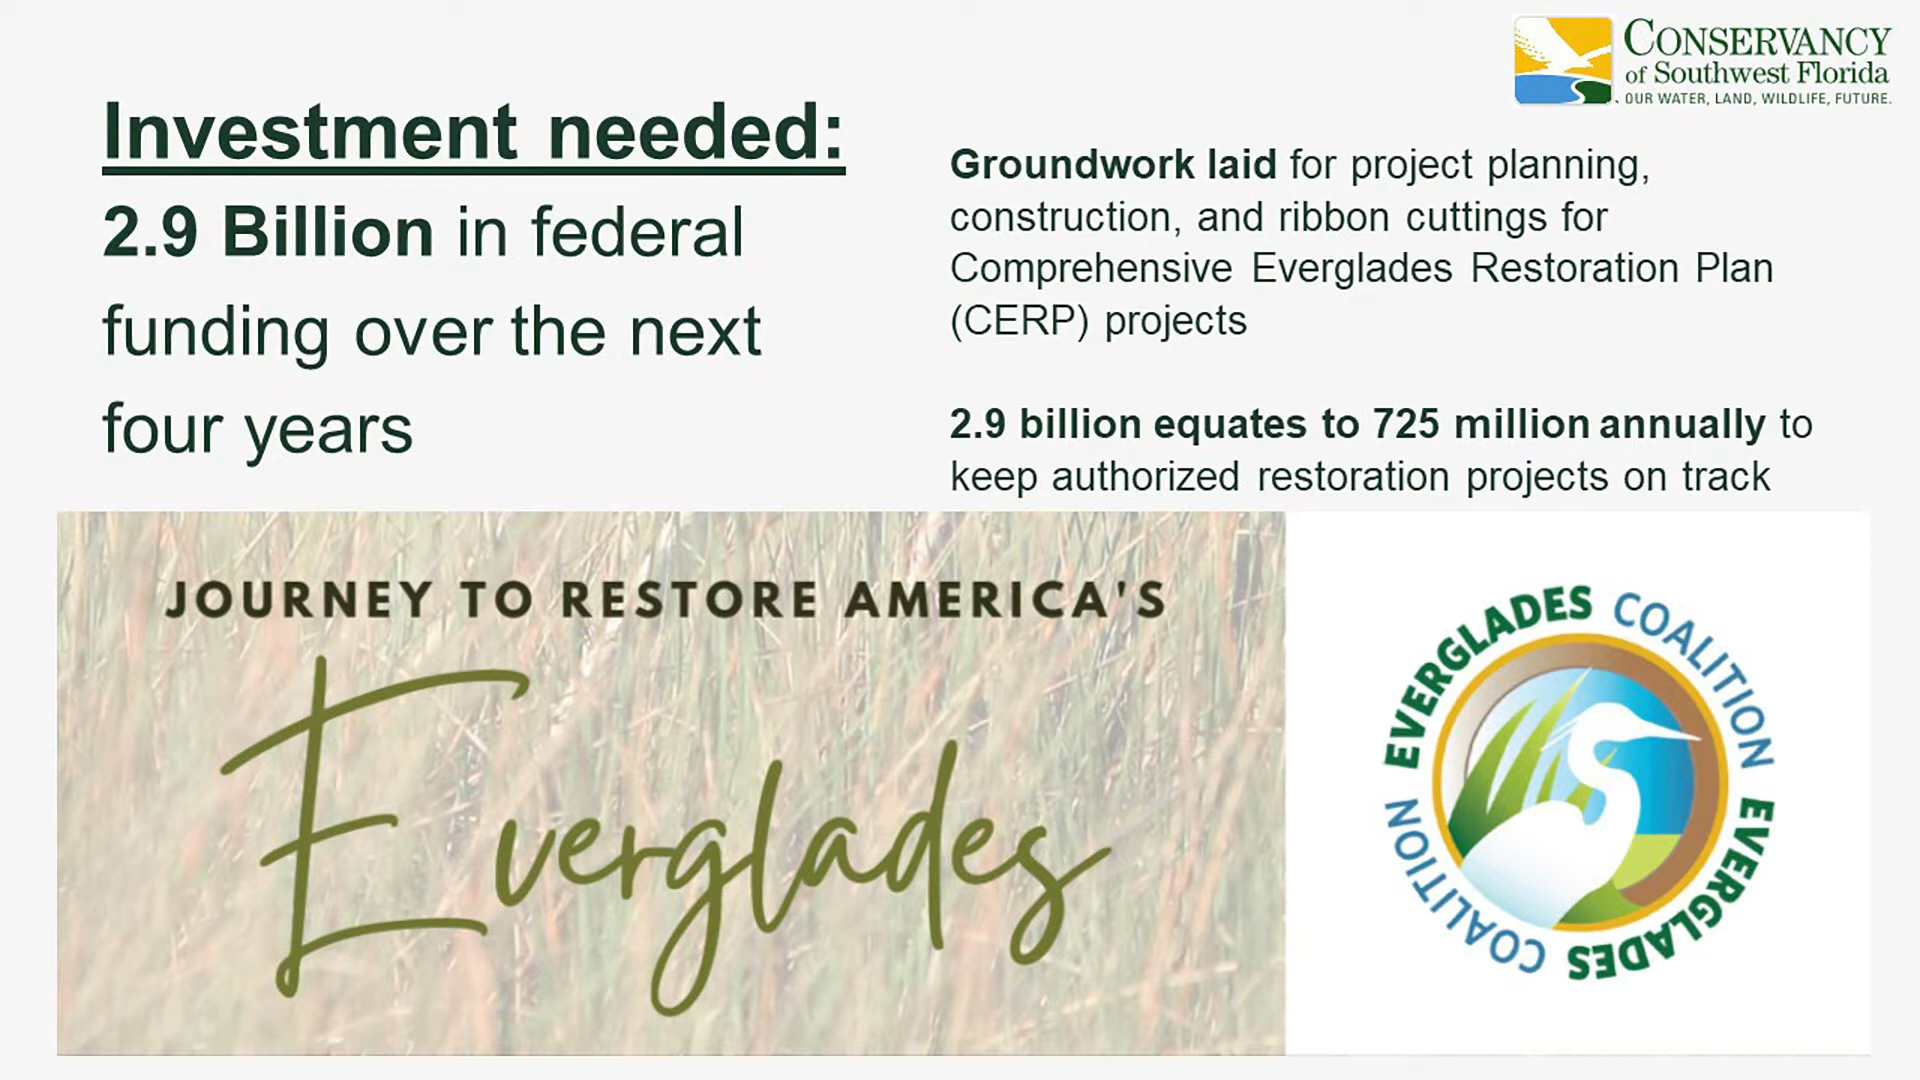 CONSERVANCY
of Southwest Florida
OUR WATER, LAND, WILDLIFE, FUTURE.
Investment needed:
2.9 Billion in federal
funding over the next
four years
Groundwork laid for project planning,
construction, and ribbon cuttings for
Comprehensive Everglades Restoration Plan
(CERP) projects
2.9 billion equates to 725 million annually to
keep authorized restoration projects on track
JOURNEY TO RESTORE AMERICA'S
Everglades
EVERGLADES COALITION
EVERGLADES COALITION